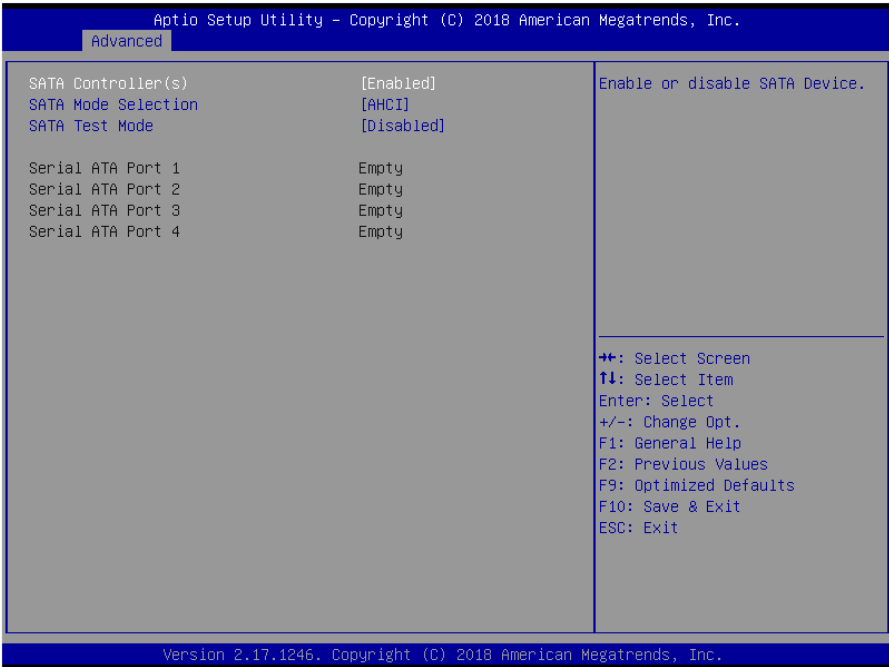 Aptio Setup Utility – Copyright (C) 2018 American Megatrends, Inc.
Advanced
SATA Controller(s) [Enabled]
SATA Mode Selection [AHCI]
SATA Test Mode [Disabled]
Serial ATA Port 1 Empty
Serial ATA Port 2 Empty
Serial ATA Port 3 Empty
Serial ATA Port 4 Empty
Enable or disable SATA Device.
→←: Select Screen
↑↓: Select Item
Enter: Select
+/-: Change Opt.
F1: General Help
F2: Previous Values
F9: Optimized Defaults
F10: Save & Exit
ESC: Exit
Version 2.17.1246. Copyright (C) 2018 American Megatrends, Inc.